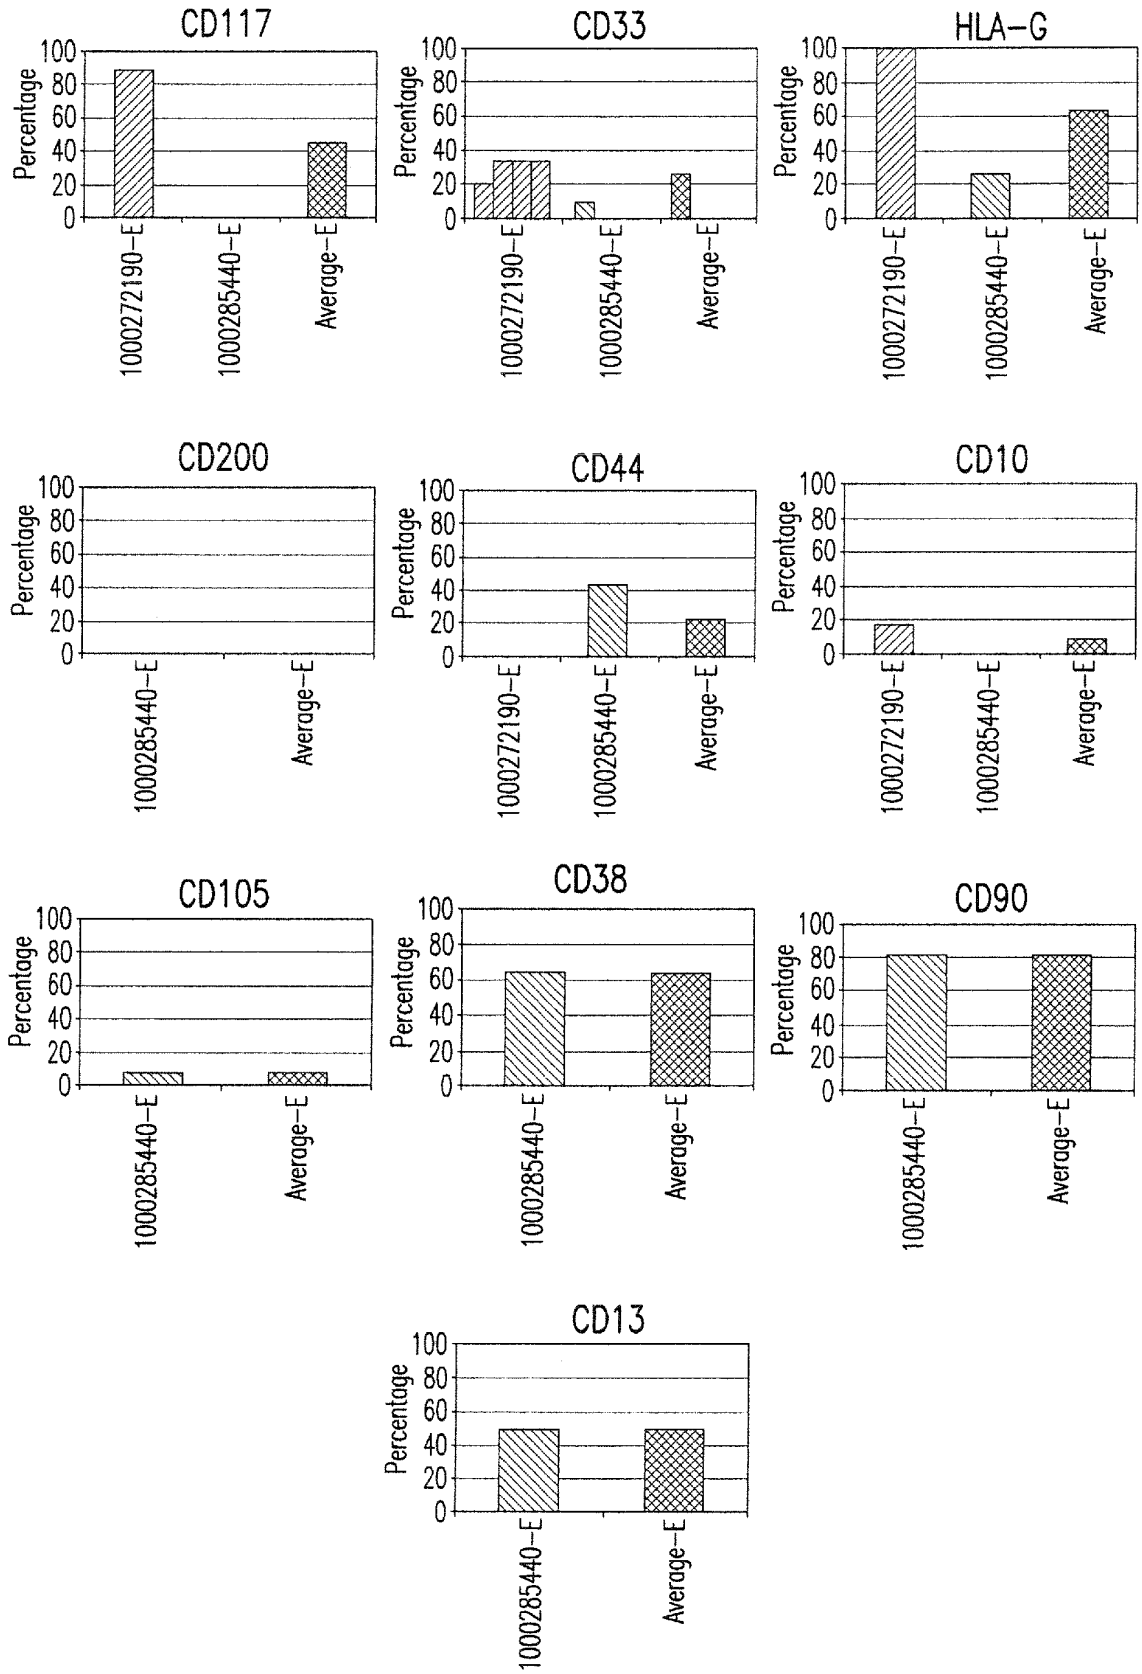 CD117
Percentage
100
80
60
40
20
0
1000272190-E
1000285440-E
Average-E
CD33
Percentage
100
80
60
40
20
0
1000272190-E
1000285440-E
Average-E
HLA-G
Percentage
100
80
60
40
20
0
1000272190-E
1000285440-E
Average-E
CD200
Percentage
100
80
60
40
20
0
1000285440-E
Average-E
CD44
Percentage
100
80
60
40
20
0
1000272190-E
1000285440-E
Average-E
CD10
Percentage
100
80
60
40
20
0
1000272190-E
1000285440-E
Average-E
CD105
Percentage
100
80
60
40
20
0
1000285440-E
Average-E
CD38
Percentage
100
80
60
40
20
0
1000285440-E
Average-E
CD90
Percentage
100
80
60
40
20
0
1000285440-E
Average-E
CD13
Percentage
100
80
60
40
20
0
1000285440-E
Average-E